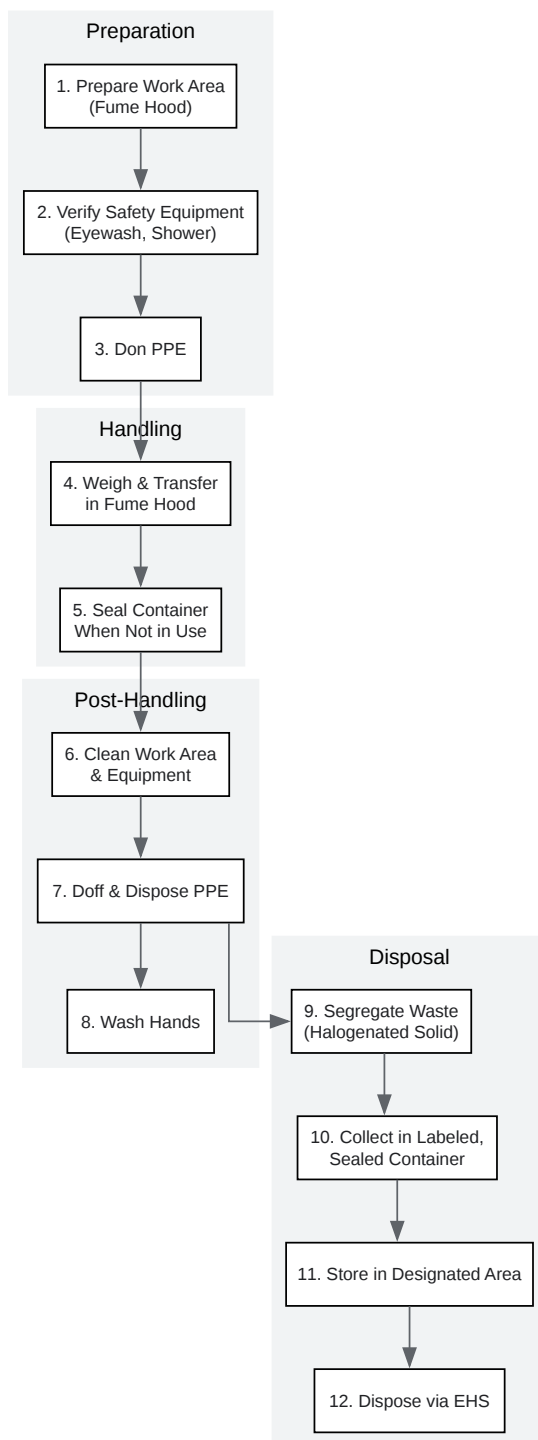 Preparation
1. Prepare Work Area
(Fume Hood)
2. Verify Safety Equipment
(Eyewash, Shower)
3. Don PPE
Handling
4. Weigh & Transfer
in Fume Hood
5. Seal Container
When Not in Use
Post-Handling
6. Clean Work Area
& Equipment
7. Doff & Dispose PPE
8. Wash Hands
Disposal
9. Segregate Waste
(Halogenated Solid)
10. Collect in Labeled,
Sealed Container
11. Store in Designated Area
12. Dispose via EHS